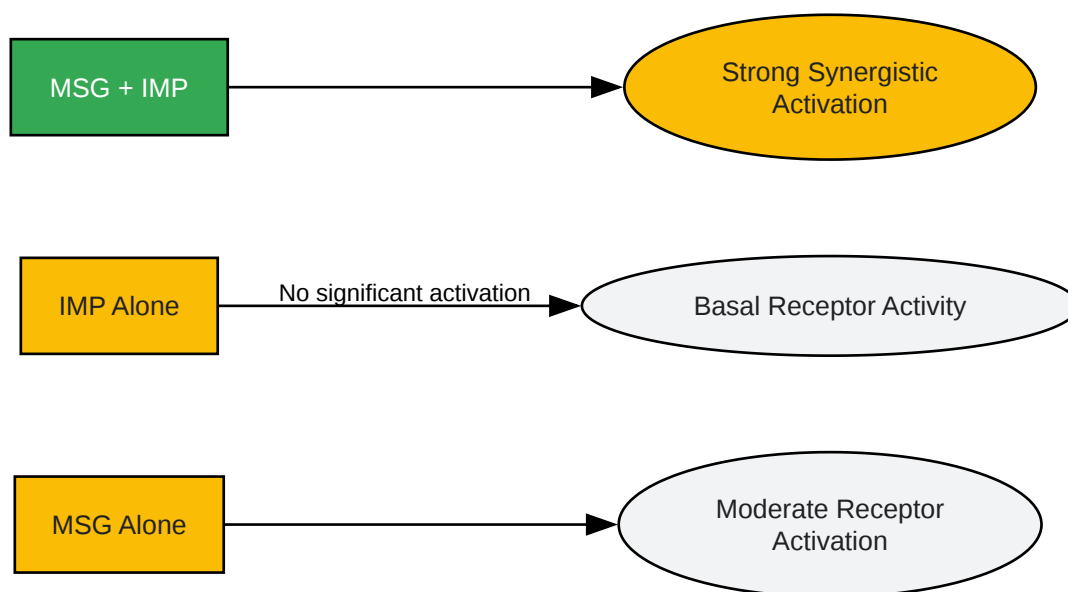 MSG + IMP
Strong Synergistic
Activation
IMP Alone
No significant activation
Basal Receptor Activity
MSG Alone
Moderate Receptor
Activation